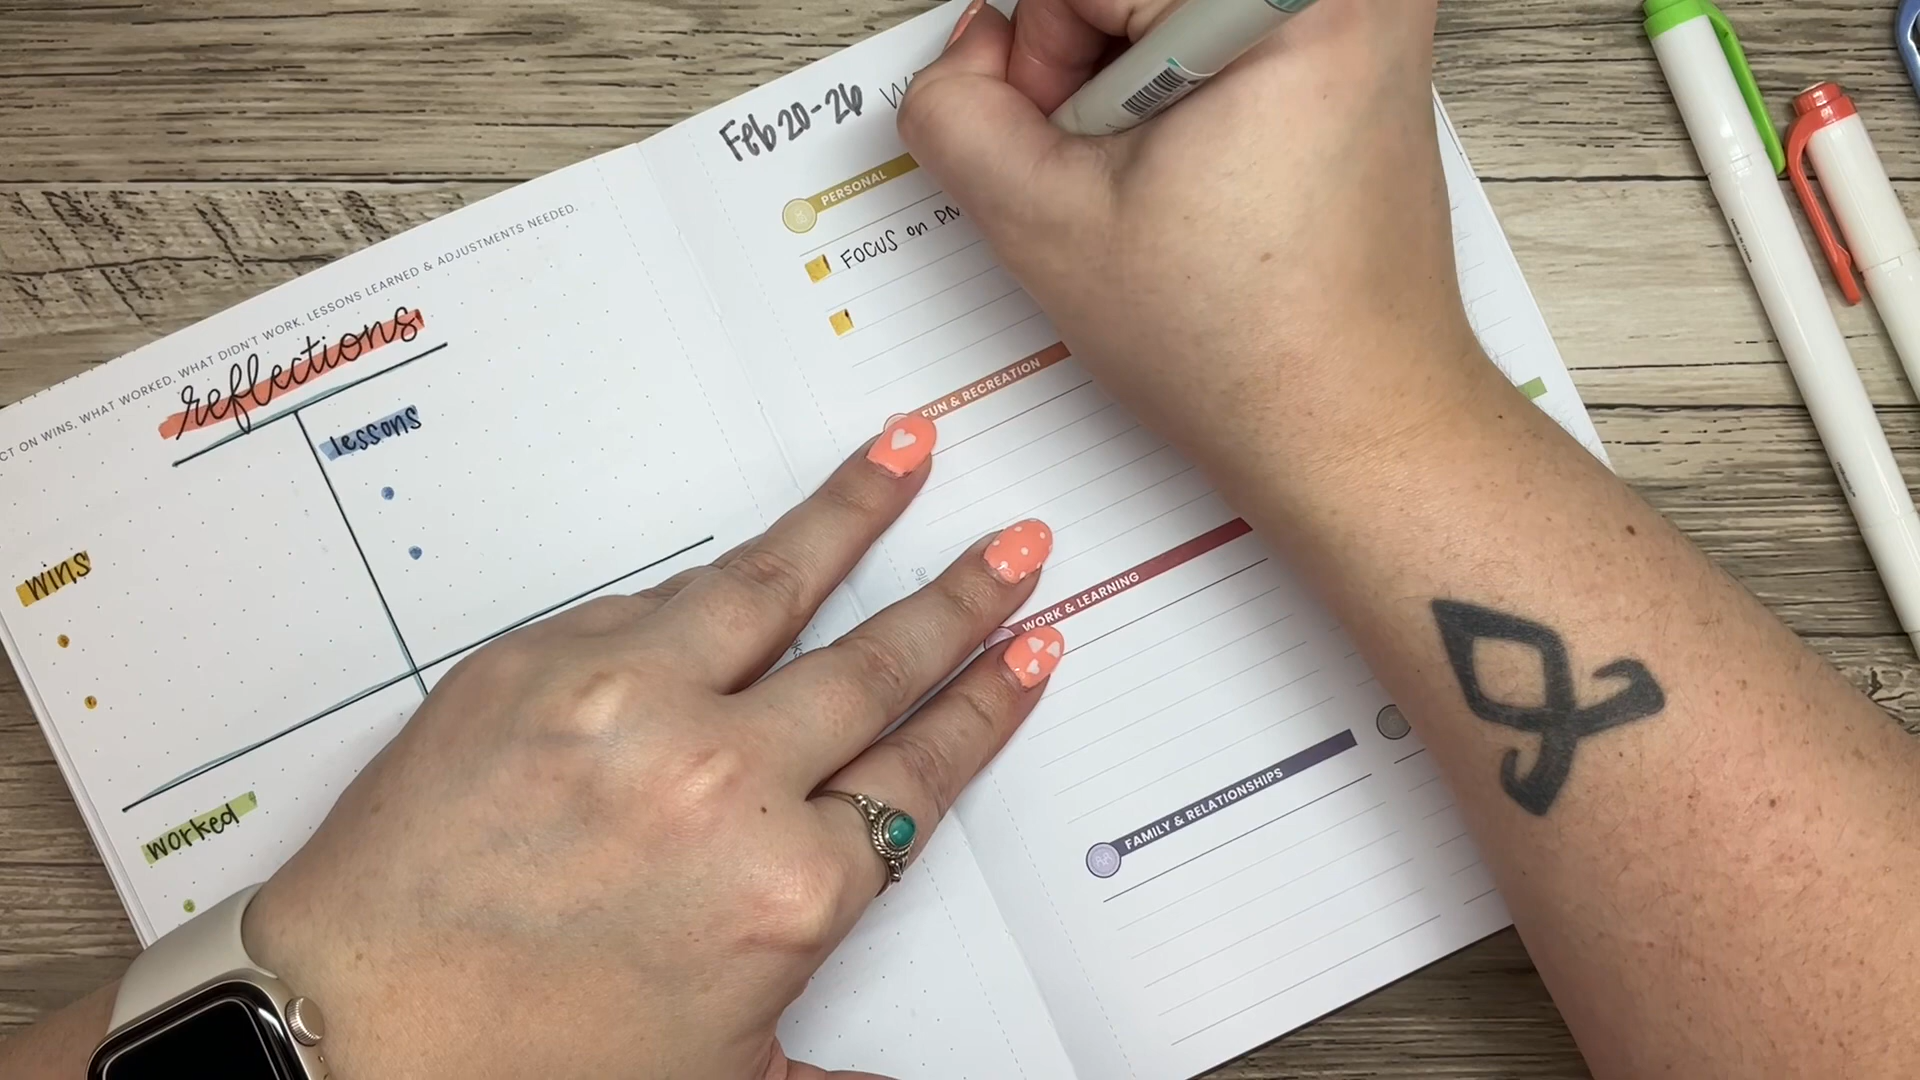 CT ON WINS, WHAT WORKED, WHAT DIDN'T WORK, LESSONS LEARNED & ADJUSTMENTS NEEDED.
reflections
lessons
wins
worked
Feb 20-26
PERSONAL
FOCUS on
FUN & RECREATION
WORK & LEARNING
FAMILY & RELATIONSHIPS
life.